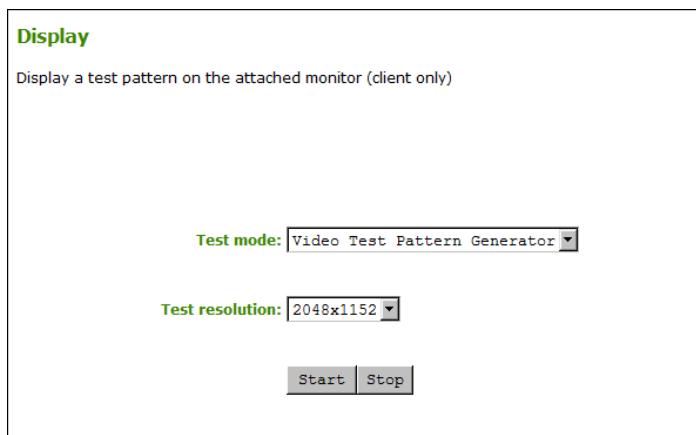 Display
Display a test pattern on the attached monitor (client only)
Test mode: Video Test Pattern Generator
Test resolution: 2048x1152
Start Stop